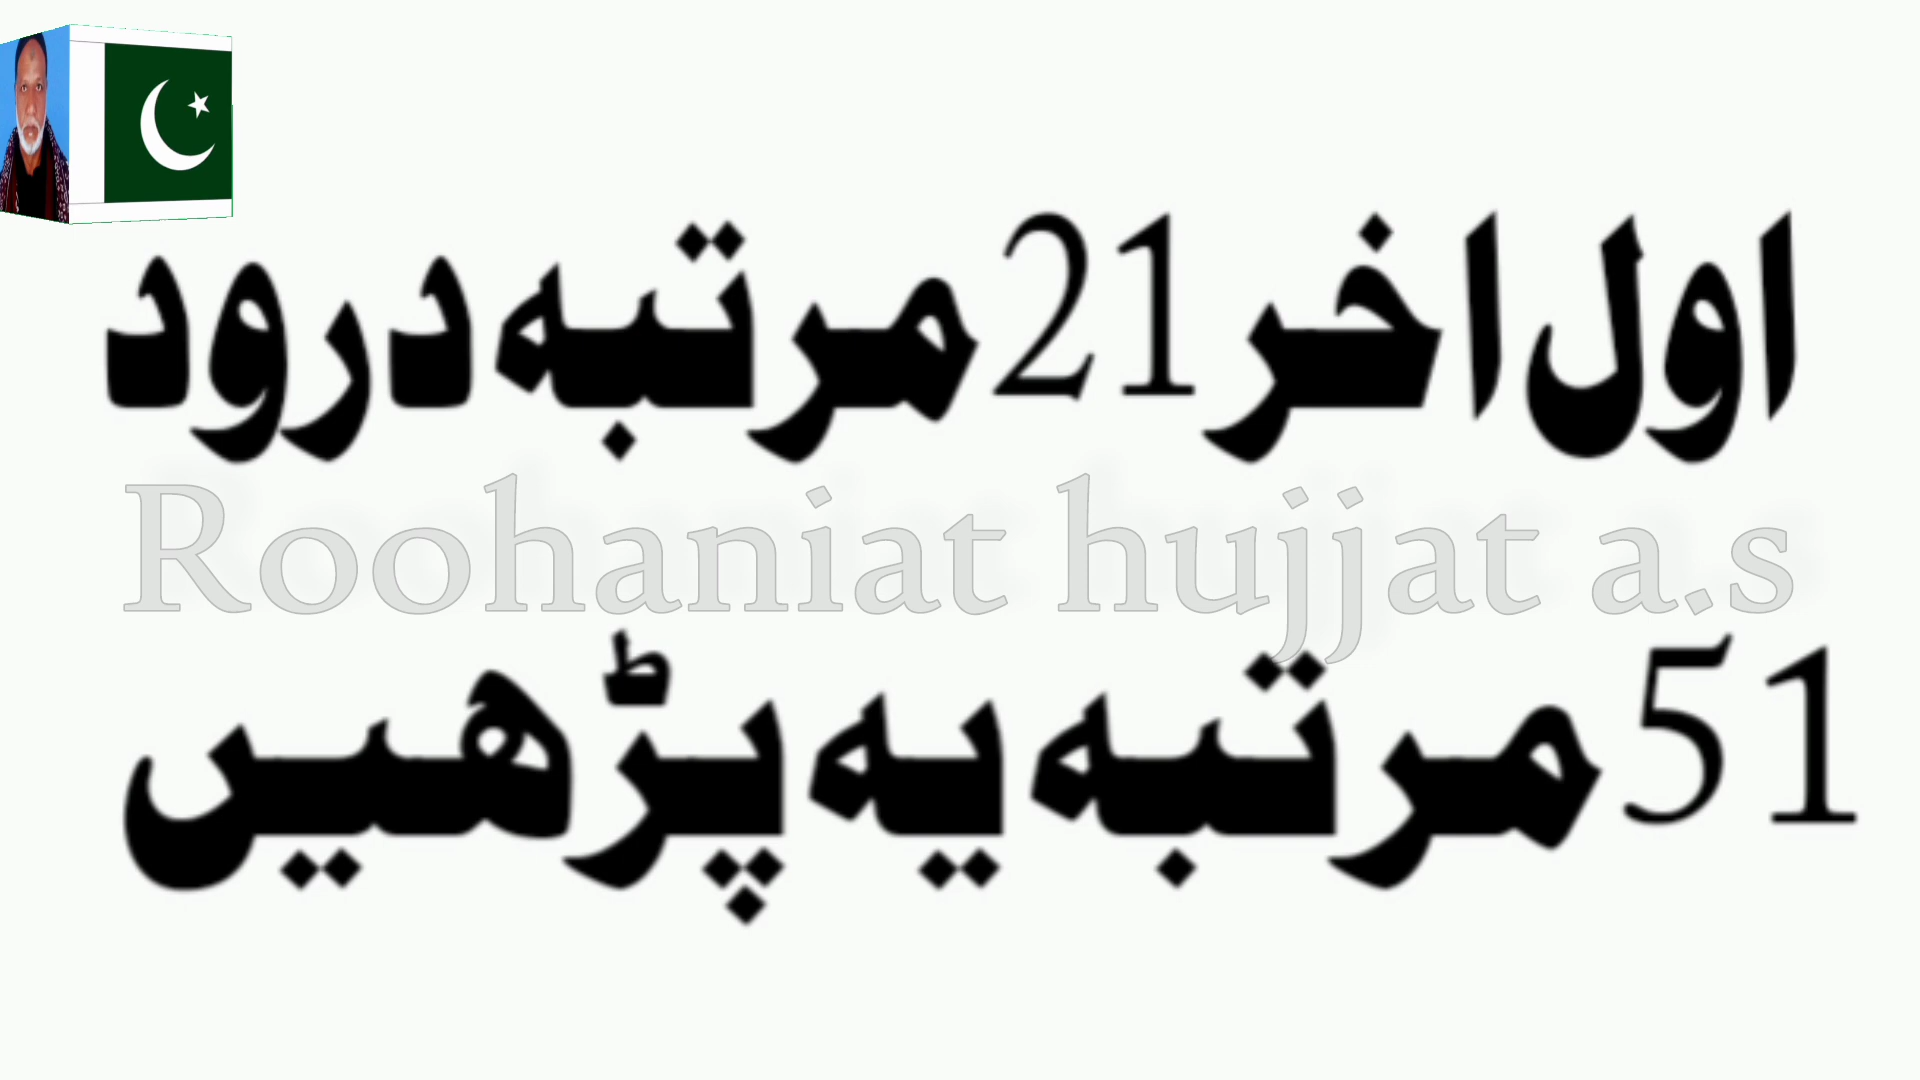 اول اخر 21 مرتبہ درود
Roohaniat hujjat a.s
51 مرتبہ یہ پڑھیں